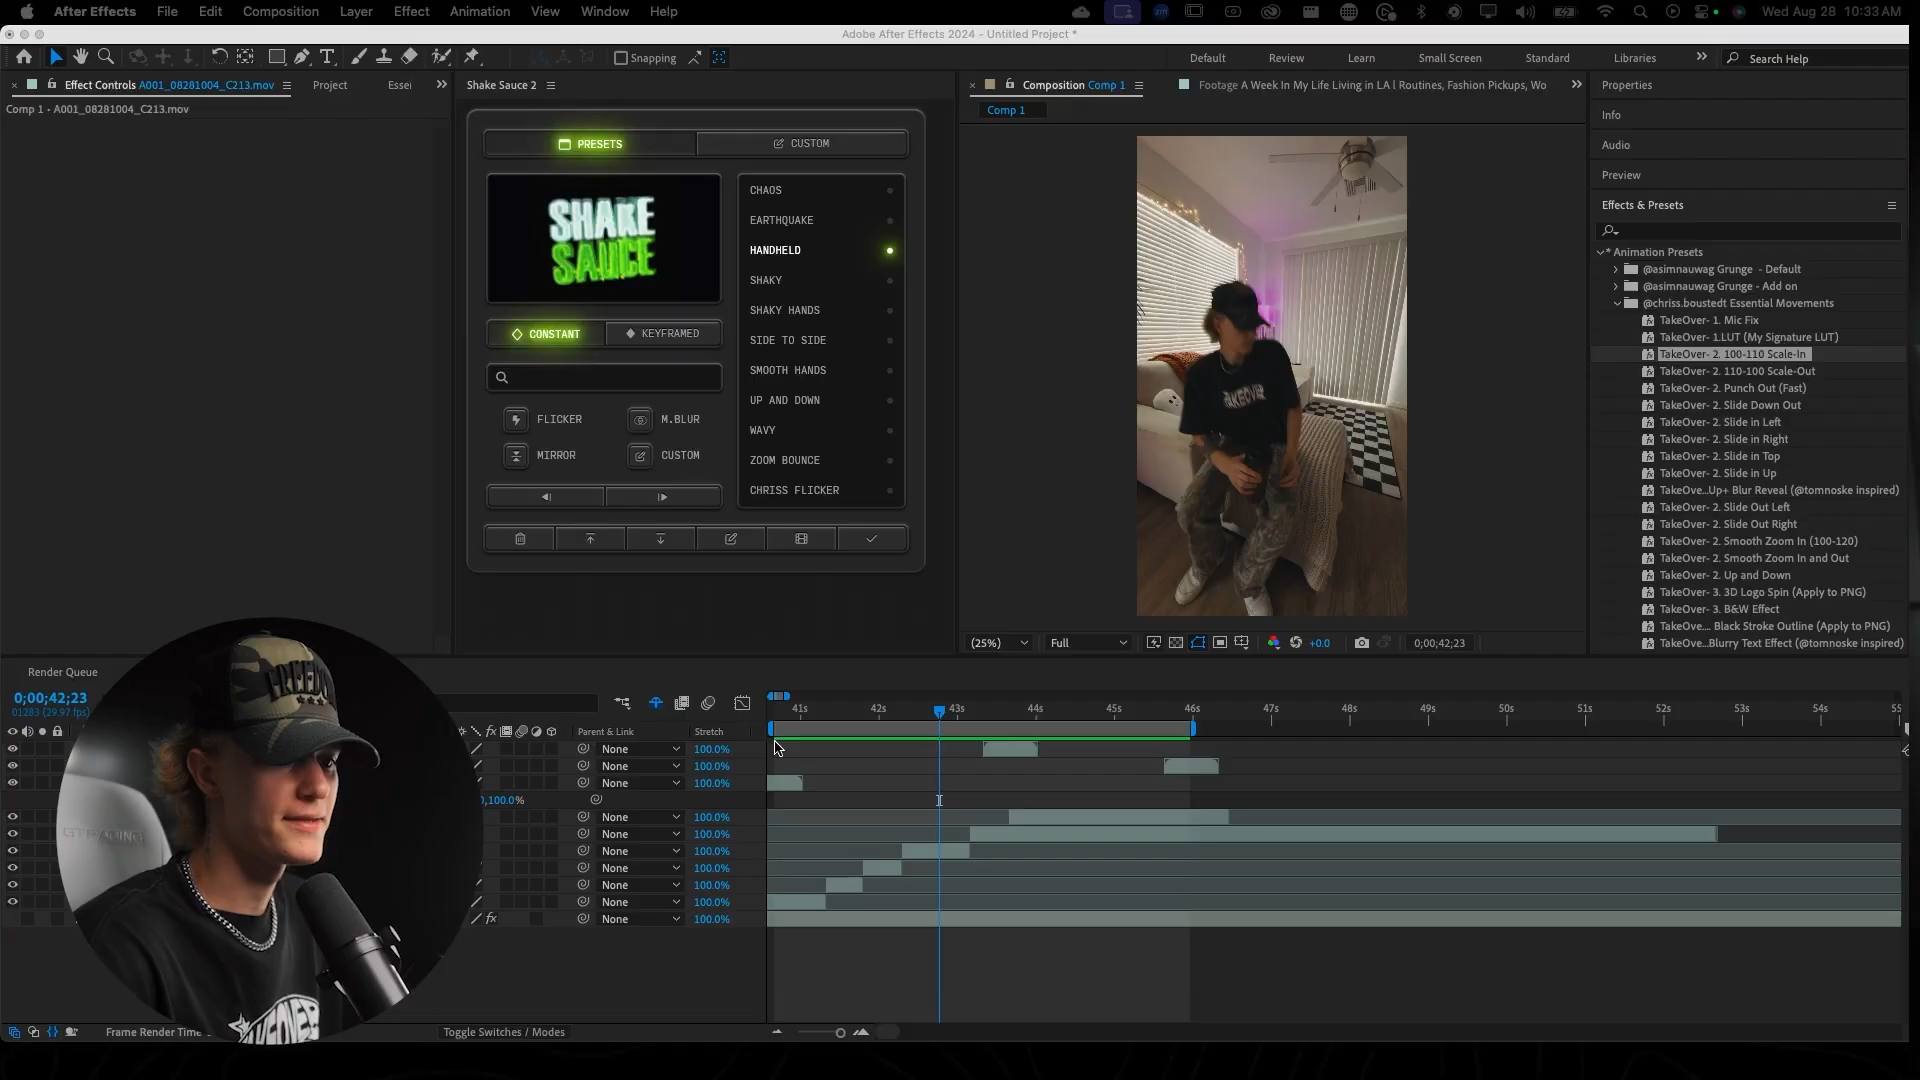 After Effects File Edit Composition Layer Effect Animation View Window Help
Wed Aug 28 10:33 AM
Adobe After Effects 2024 - Untitled Project *
Snapping
Default Review Learn Small Screen Standard Libraries
Search Help
Effect Controls A001_08281004_C213.mov
Project
Essei
Comp 1 • A001_08281004_C213.mov
Shake Sauce 2
PRESETS
CUSTOM
SHAKE
SAUCE
CONSTANT
KEYFRAMED
FLICKER
M.BLUR
MIRROR
CUSTOM
CHAOS
EARTHQUAKE
HANDHELD
SHAKY
SHAKY HANDS
SIDE TO SIDE
SMOOTH HANDS
UP AND DOWN
WAVY
ZOOM BOUNCE
CHRISS FLICKER
Composition Comp 1
Footage A Week In My Life Living in LA l Routines, Fashion Pickups, Wo
Comp 1
TAKEOVER
(25%)
Full
+0.0
0;00;42;23
Properties
Info
Audio
Preview
Effects & Presets
* Animation Presets
@asimnauwag Grunge - Default
@asimnauwag Grunge - Add on
@chriss.boustedt Essential Movements
TakeOver- 1. Mic Fix
TakeOver- 1.LUT (My Signature LUT)
TakeOver- 2. 100-110 Scale-In
TakeOver- 2. 110-100 Scale-Out
TakeOver- 2. Punch Out (Fast)
TakeOver- 2. Slide Down Out
TakeOver- 2. Slide in Left
TakeOver- 2. Slide in Right
TakeOver- 2. Slide in Top
TakeOver- 2. Slide in Up
TakeOve...Up+ Blur Reveal (@tomnoske inspired)
TakeOver- 2. Slide Out Left
TakeOver- 2. Slide Out Right
TakeOver- 2. Smooth Zoom In (100-120)
TakeOver- 2. Smooth Zoom In and Out
TakeOver- 2. Up and Down
TakeOver- 3. 3D Logo Spin (Apply to PNG)
TakeOver- 3. B&W Effect
TakeOve.... Black Stroke Outline (Apply to PNG)
TakeOve...Blurry Text Effect (@tomnoske inspired)
Render Queue
0;00;42;23
01283 (29.97 fps)
Parent & Link
Stretch
41s 42s 43s 44s 45s 46s 47s 48s 49s 50s 51s 52s 53s 54s 55
None 100.0%
None 100.0%
None 100.0%
,100.0%
None 100.0%
None 100.0%
None 100.0%
None 100.0%
None 100.0%
None 100.0%
fx None 100.0%
FREEDOM
GT RACING
Frame Render Time
Toggle Switches / Modes